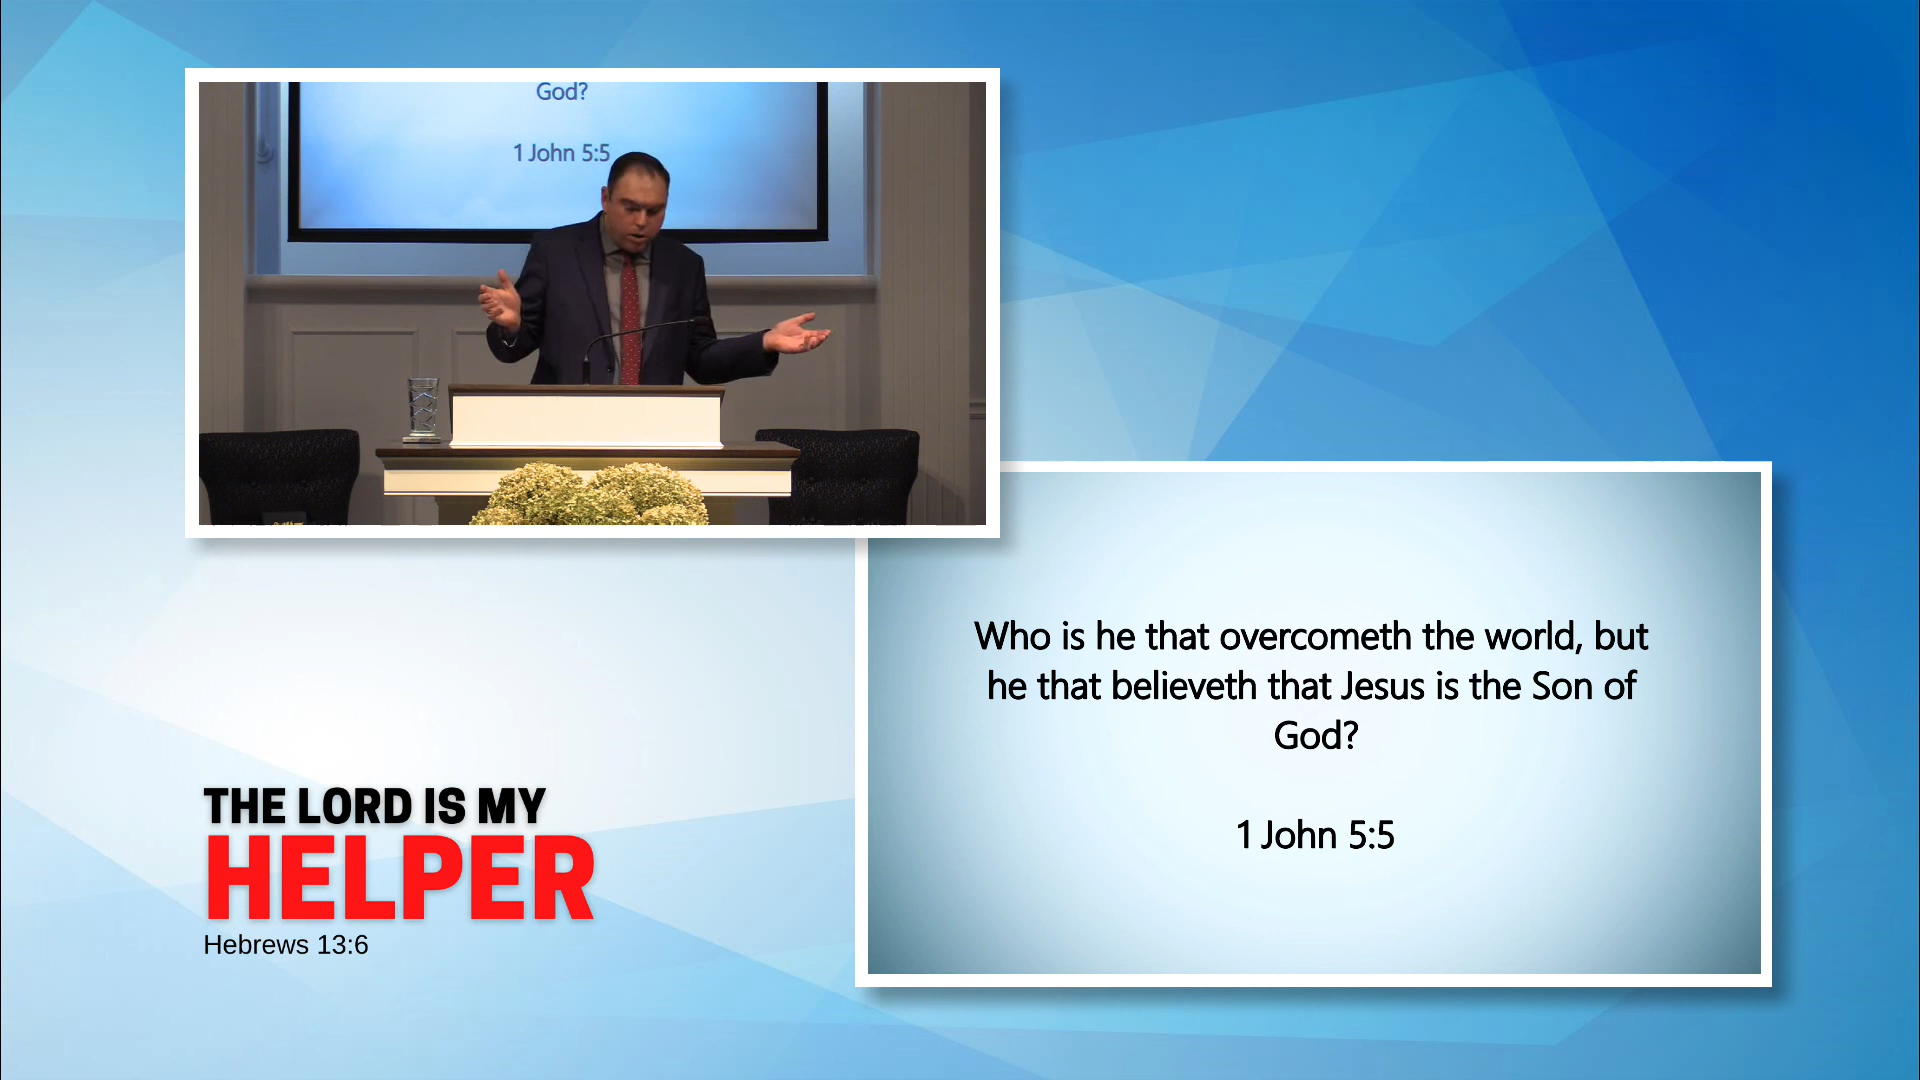 God?
1 John 5:5
Who is he that overcometh the world, but
he that believeth that Jesus is the Son of
God?
1 John 5:5
THE LORD IS MY
HELPER
Hebrews 13:6